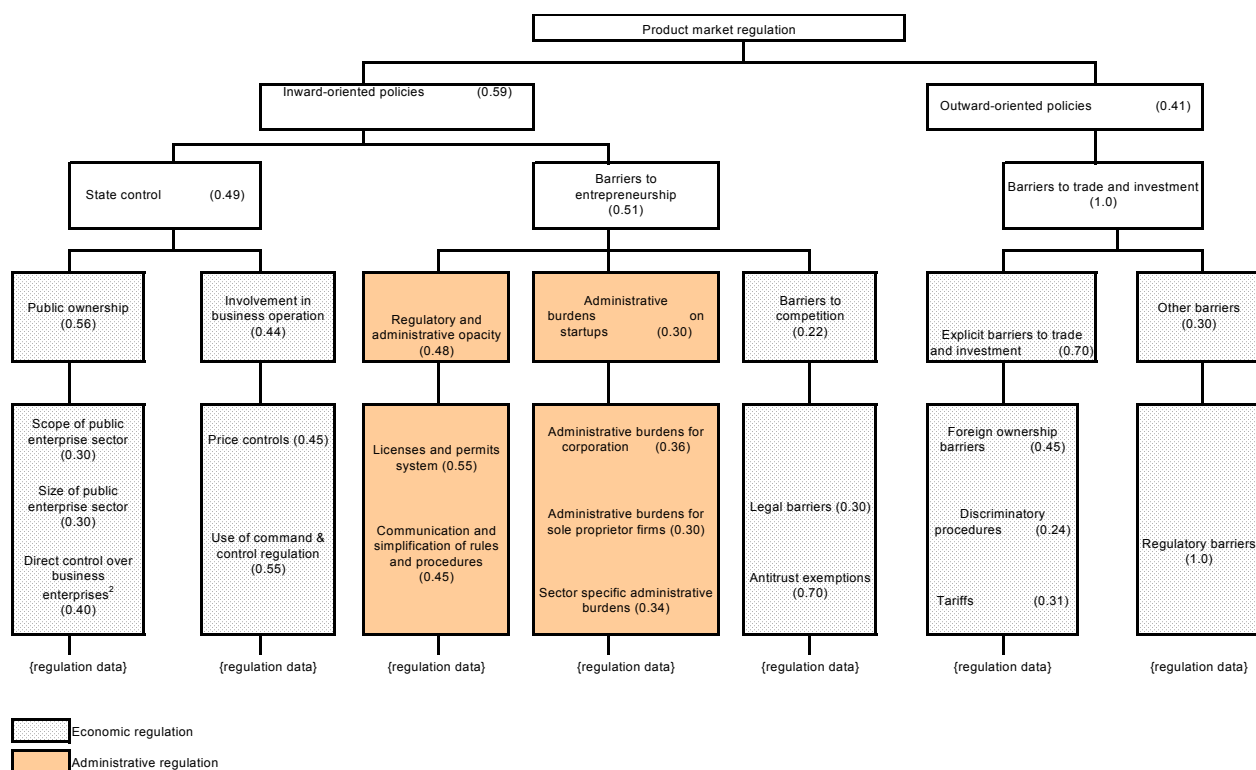 Product market regulation
Inward-oriented policies (0.59)
Outward-oriented policies (0.41)
State control (0.49)
Barriers to
entrepreneurship
(0.51)
Barriers to trade and investment
(1.0)
Public ownership
(0.56)
Involvement in
business operation
(0.44)
Regulatory and
administrative opacity
(0.48)
Administrative
burdens on
startups (0.30)
Barriers to
competition
(0.22)
Explicit barriers to trade
and investment (0.70)
Other barriers
(0.30)
Scope of public
enterprise sector
(0.30)
Size of public
enterprise sector
(0.30)
Direct control over
business
enterprises²
(0.40)
Price controls (0.45)
Use of command &
control regulation
(0.55)
Licenses and permits
system (0.55)
Communication and
simplification of rules
and procedures
(0.45)
Administrative burdens for
corporation (0.36)
Administrative burdens for
sole proprietor firms (0.30)
Sector specific administrative
burdens (0.34)
Legal barriers (0.30)
Antitrust exemptions
(0.70)
Foreign ownership
barriers (0.45)
Discriminatory
procedures (0.24)
Tariffs (0.31)
Regulatory barriers
(1.0)
{regulation data}
{regulation data}
{regulation data}
{regulation data}
{regulation data}
{regulation data}
{regulation data}
Economic regulation
Administrative regulation